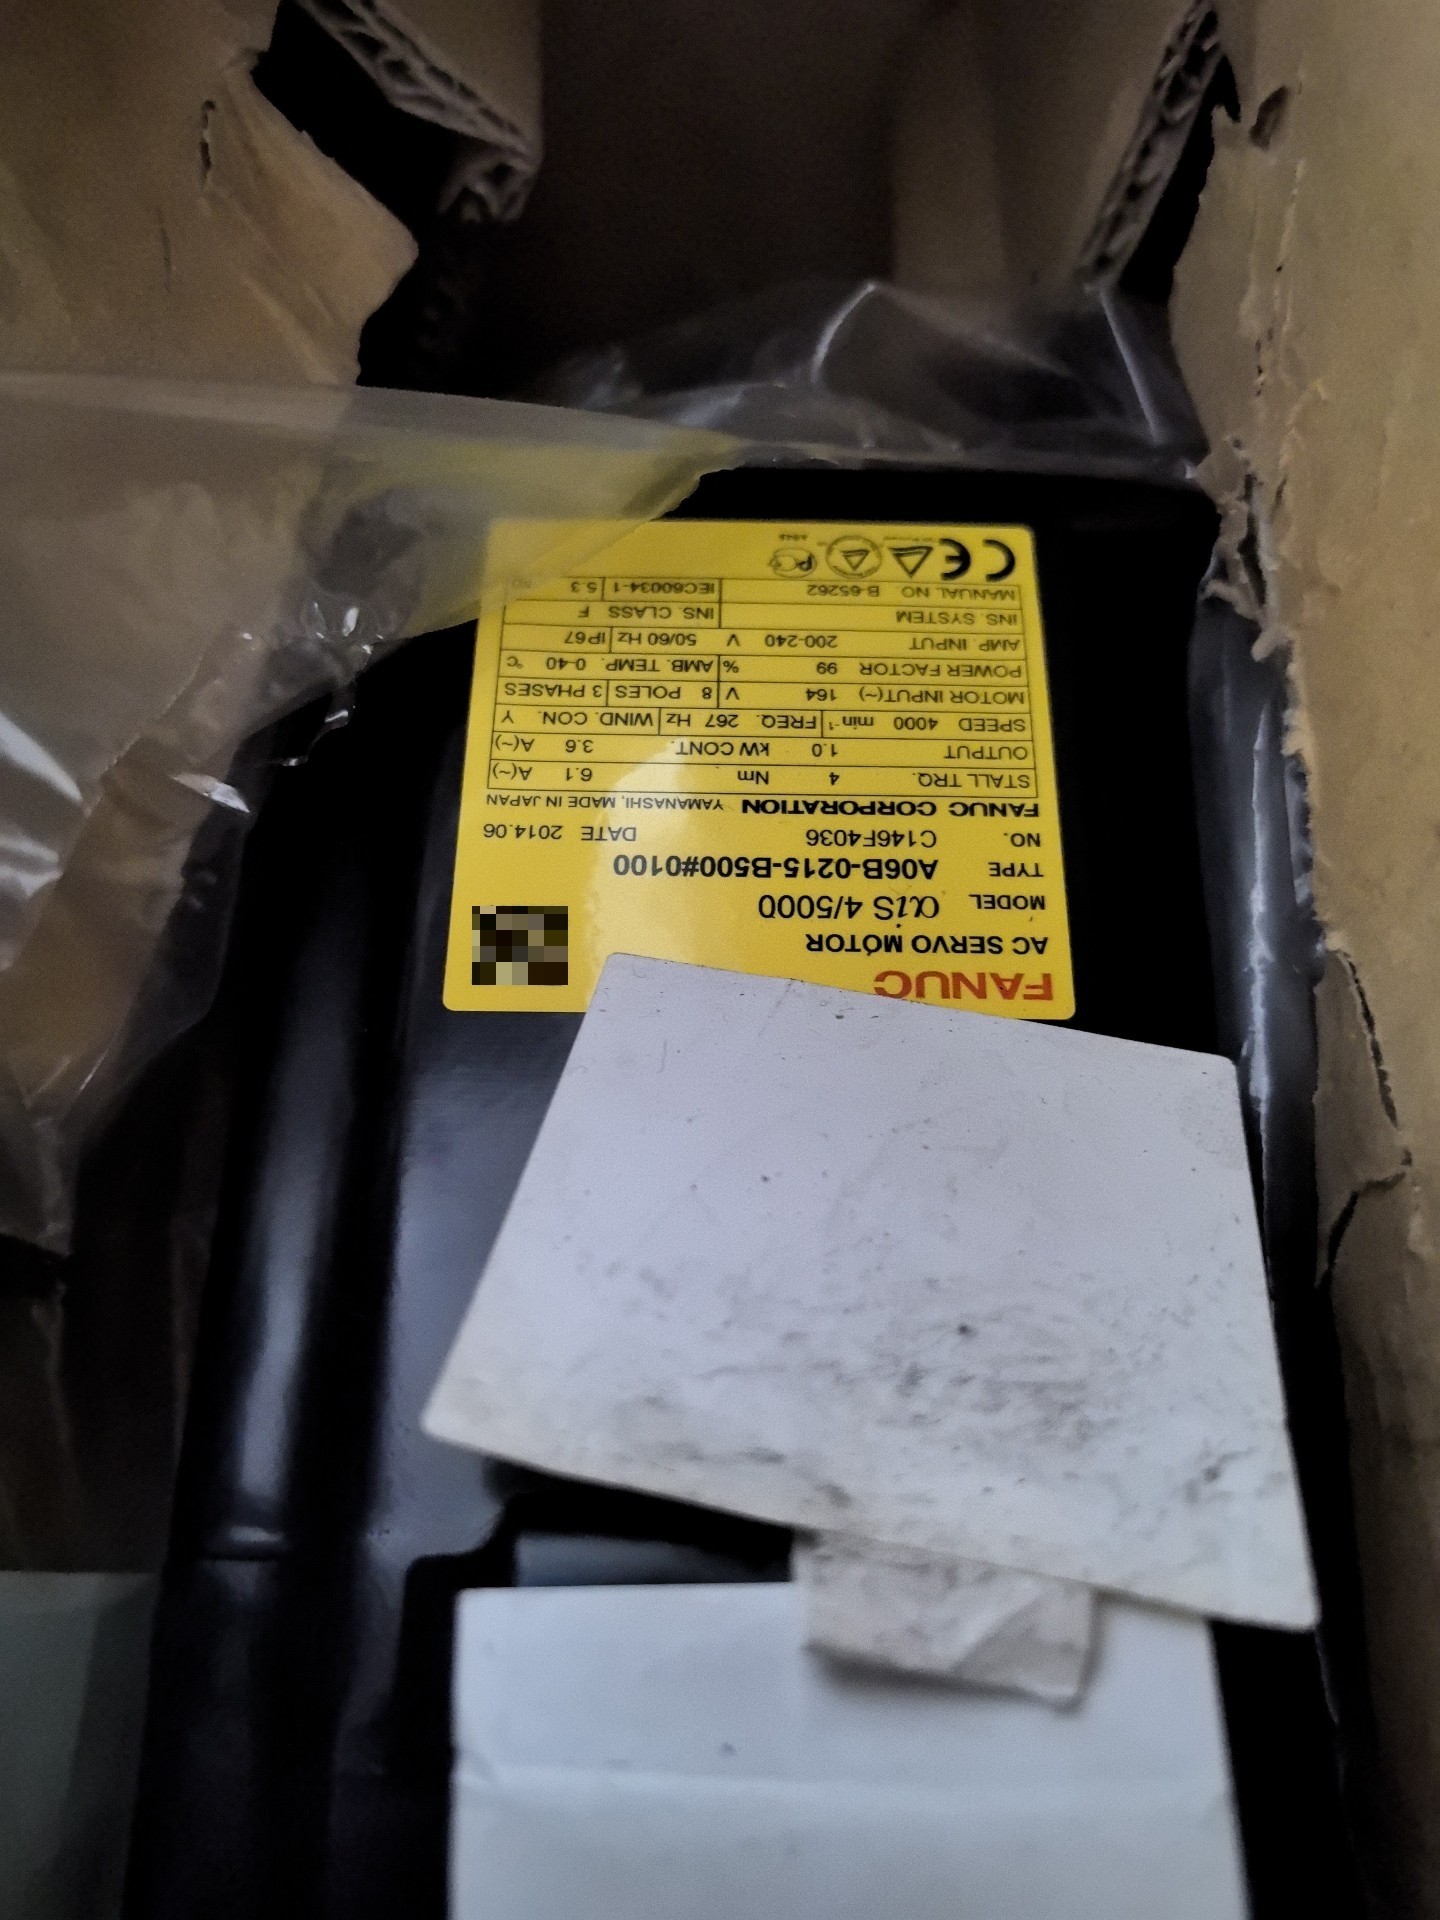 FANUC
AC SERVO MOTOR
MODEL αiS 4/5000
TYPE A06B-0215-B500#0100
NO. C146F4036 DATE 2014.06
FANUC CORPORATION YAMANASHI, MADE IN JAPAN
STALL TRQ. 4 Nm 6.1 A(~)
OUTPUT 1.0 kW CONT. 3.6 A(~)
SPEED 4000 min⁻¹ FREQ. 267 Hz WIND. CON. Y
MOTOR INPUT(~) 164 V 8 POLES 3 PHASES
POWER FACTOR 99 % AMB. TEMP. 0-40 °C
AMP. INPUT 200-240 V 50/60 Hz IP67
INS. SYSTEM INS. CLASS F
MANUAL NO B-65262 IEC60034-1 5.3
CE